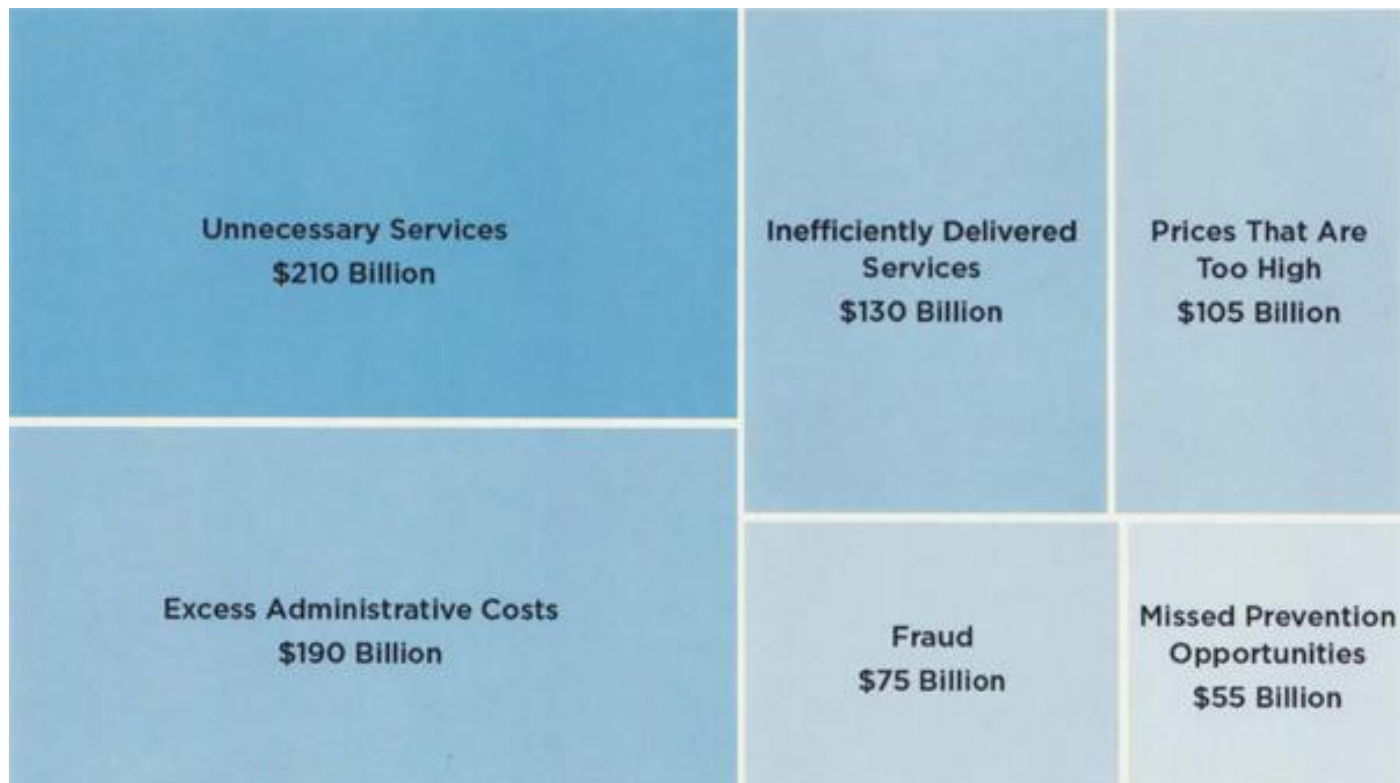 Unnecessary Services
$210 Billion
Inefficiently Delivered
Services
$130 Billion
Prices That Are
Too High
$105 Billion
Excess Administrative Costs
$190 Billion
Fraud
$75 Billion
Missed Prevention
Opportunities
$55 Billion